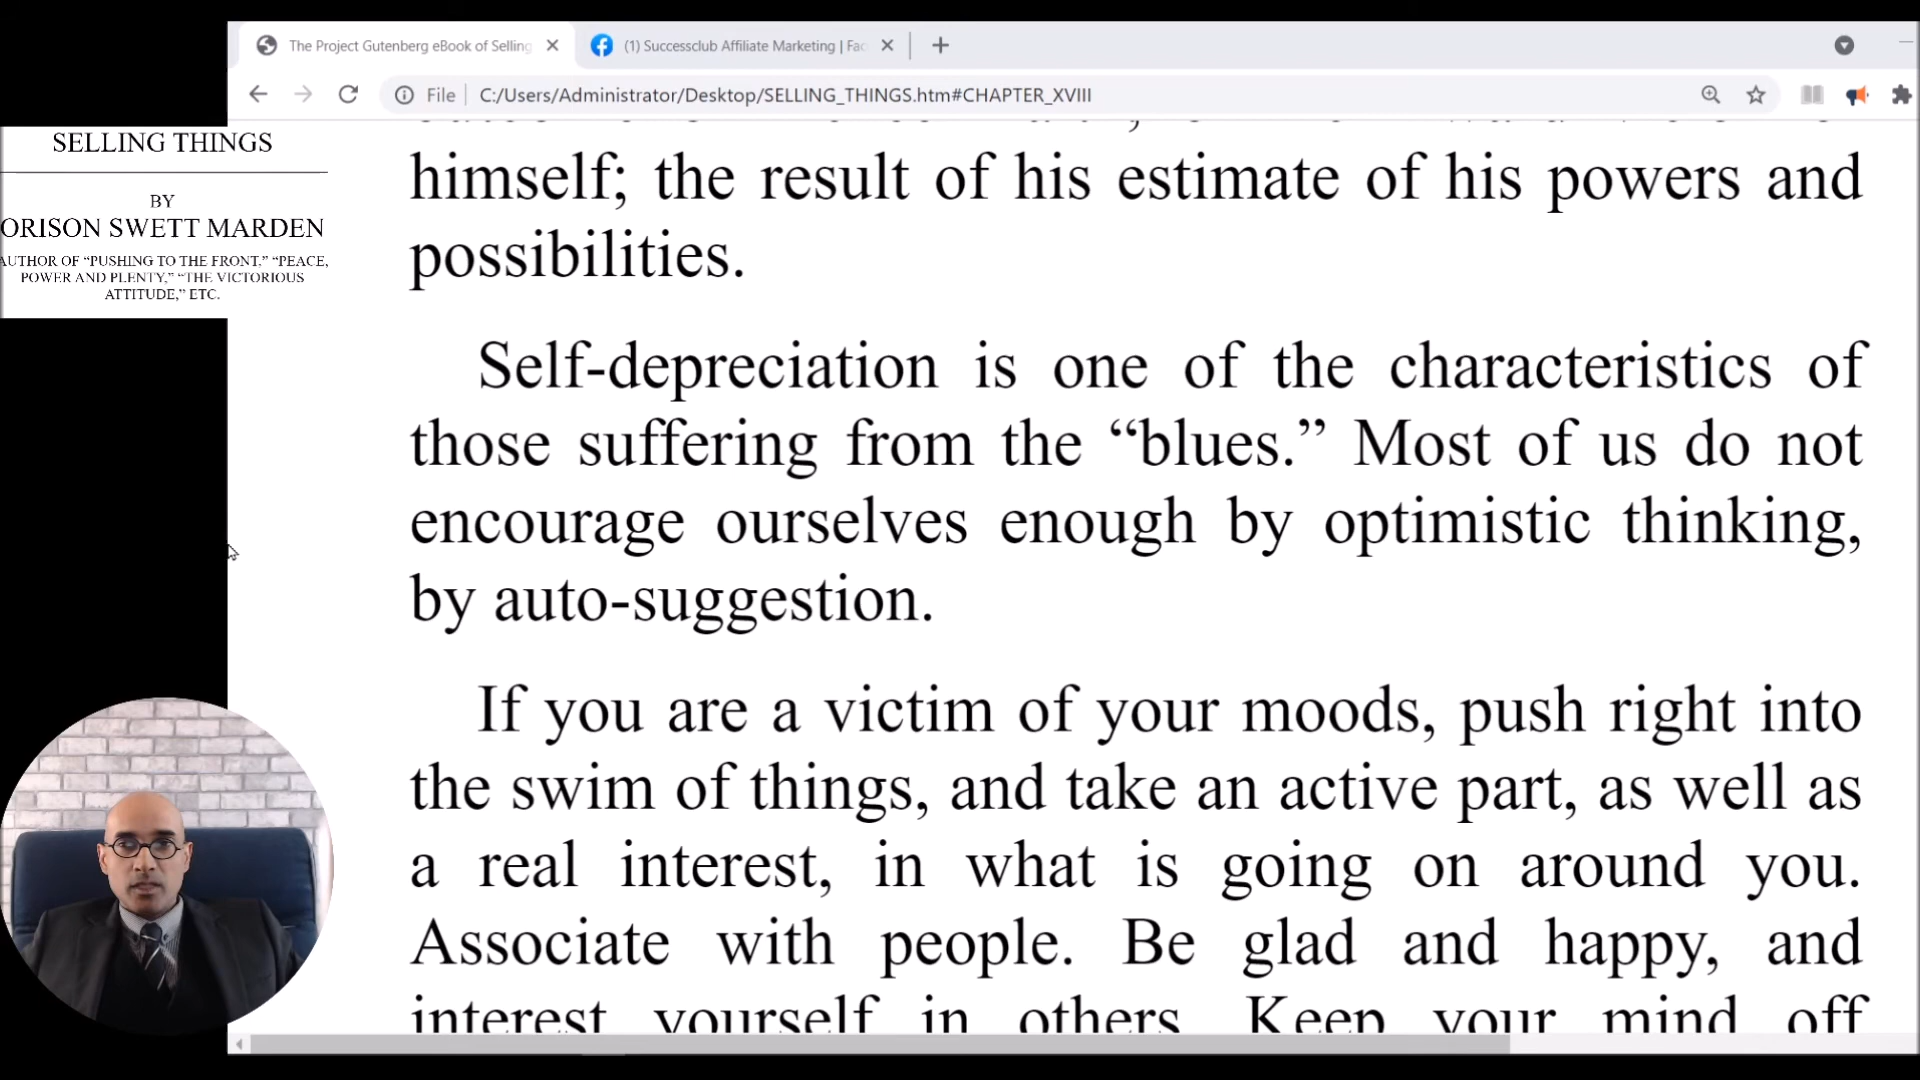 The Project Gutenberg eBook of Selling
(1) Successclub Affiliate Marketing | Fac
File
C:/Users/Administrator/Desktop/SELLING_THINGS.htm#CHAPTER_XVIII
SELLING THINGS
BY
ORISON SWETT MARDEN
AUTHOR OF “PUSHING TO THE FRONT,” “PEACE,
POWER AND PLENTY,” “THE VICTORIOUS
ATTITUDE,” ETC.
himself; the result of his estimate of his powers and
possibilities.
Self-depreciation is one of the characteristics of
those suffering from the “blues.” Most of us do not
encourage ourselves enough by optimistic thinking,
by auto-suggestion.
If you are a victim of your moods, push right into
the swim of things, and take an active part, as well as
a real interest, in what is going on around you.
Associate with people. Be glad and happy, and
interest yourself in others. Keep your mind off